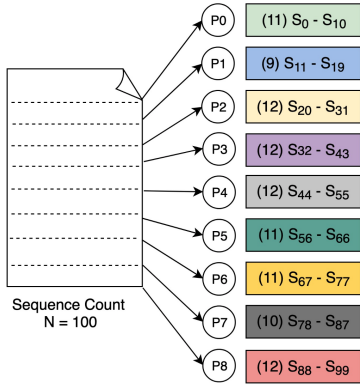 P0 (11) S0 - S10
P1 (9) S11 - S19
P2 (12) S20 - S31
P3 (12) S32 - S43
P4 (12) S44 - S55
P5 (11) S56 - S66
P6 (11) S67 - S77
P7 (10) S78 - S87
P8 (12) S88 - S99
Sequence Count
N = 100